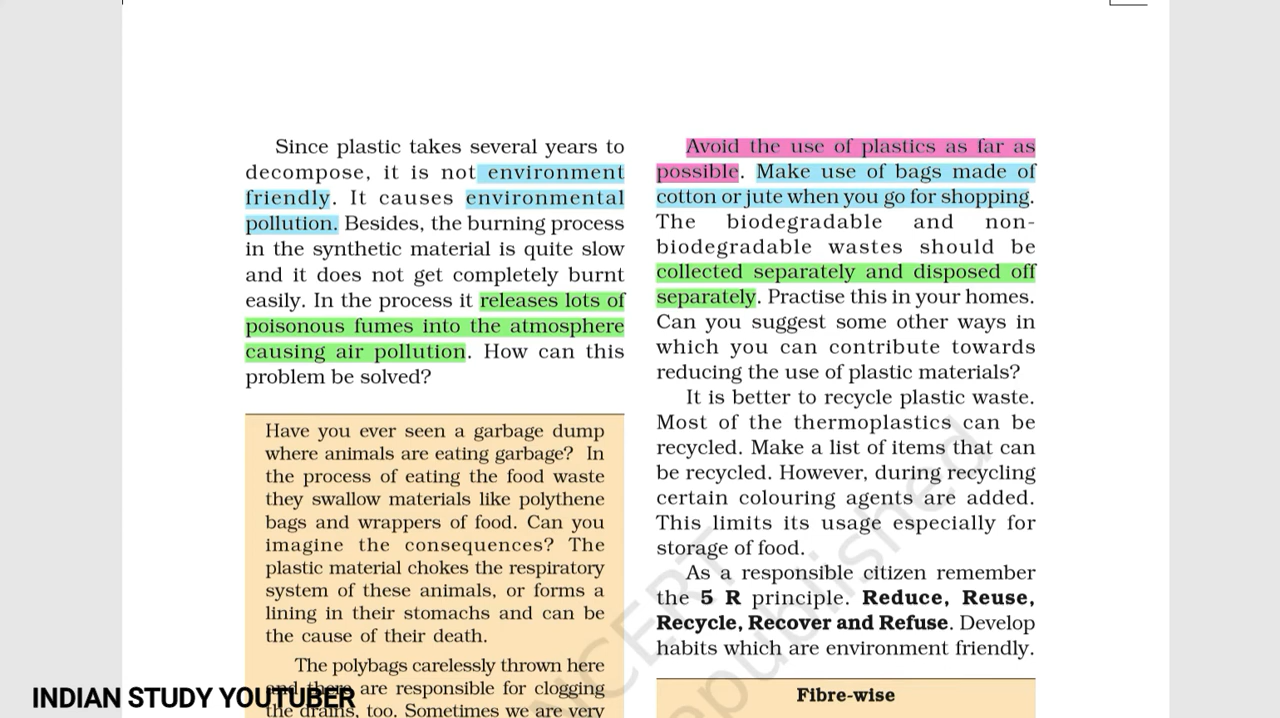 Since plastic takes several years to
decompose, it is not environment
friendly. It causes environmental
pollution. Besides, the burning process
in the synthetic material is quite slow
and it does not get completely burnt
easily. In the process it releases lots of
poisonous fumes into the atmosphere
causing air pollution. How can this
problem be solved?
Have you ever seen a garbage dump
where animals are eating garbage? In
the process of eating the food waste
they swallow materials like polythene
bags and wrappers of food. Can you
imagine the consequences? The
plastic material chokes the respiratory
system of these animals, or forms a
lining in their stomachs and can be
the cause of their death.
The polybags carelessly thrown here
and there are responsible for clogging
the drains, too. Sometimes we are very
Avoid the use of plastics as far as
possible. Make use of bags made of
cotton or jute when you go for shopping.
The biodegradable and non-
biodegradable wastes should be
collected separately and disposed off
separately. Practise this in your homes.
Can you suggest some other ways in
which you can contribute towards
reducing the use of plastic materials?
It is better to recycle plastic waste.
Most of the thermoplastics can be
recycled. Make a list of items that can
be recycled. However, during recycling
certain colouring agents are added.
This limits its usage especially for
storage of food.
As a responsible citizen remember
the 5 R principle. Reduce, Reuse,
Recycle, Recover and Refuse. Develop
habits which are environment friendly.
Fibre-wise
NCERT
republished
INDIAN STUDY YOUTUBER